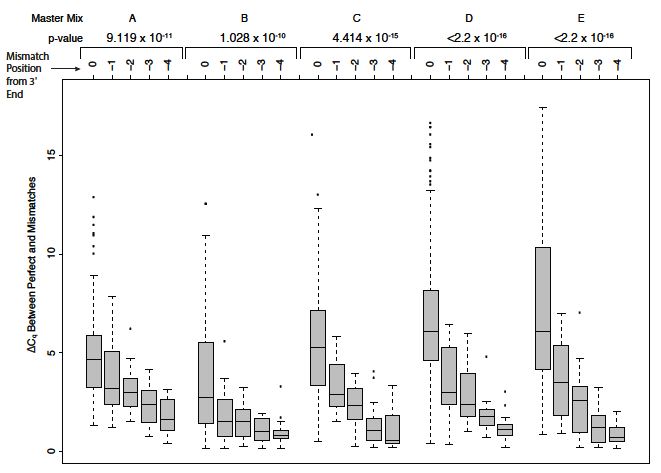 Master Mix A B C D E
p-value 9.119 x 10-11 1.028 x 10-10 4.414 x 10-15 <2.2 x 10-16 <2.2 x 10-16
Mismatch
Position
from 3'
End
0 −1 −2 −3 −4 0 −1 −2 −3 −4 0 −1 −2 −3 −4 0 −1 −2 −3 −4 0 −1 −2 −3 −4
ΔCq Between Perfect and Mismatches
15
10
5
0